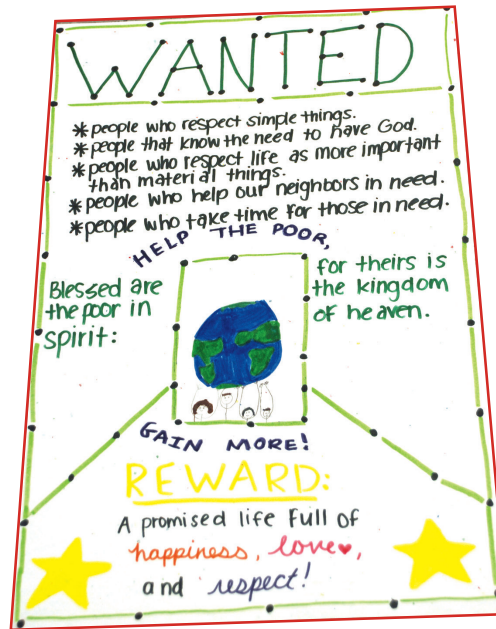 WANTED
* people who respect simple things.
* people that know the need to have God.
* people who respect life as more important
than material things.
* people who help our neighbors in need.
* people who take time for those in need.
HELP THE POOR,
Blessed are
the poor in
spirit:
for theirs is
the kingdom
of heaven.
GAIN MORE!
REWARD:
A promised life full of
happiness, love♥,
and respect!